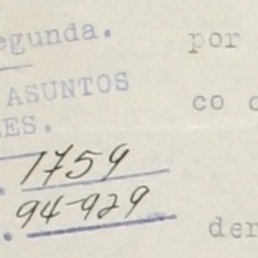 egunda.
por
ASUNTOS
co
ES.
1759
94-929
der